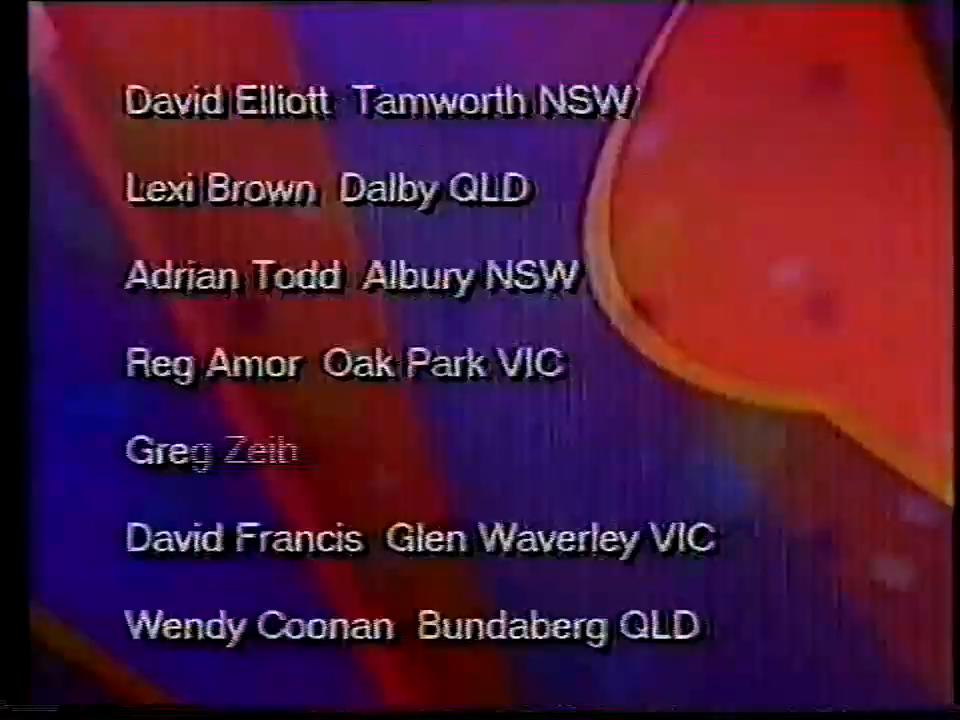 David Elliott Tamworth NSW
Lexi Brown Dalby QLD
Adrian Todd Albury NSW
Reg Amor Oak Park VIC
Greg
David Francis Glen Waverley VIC
Wendy Coonan Bundaberg QLD